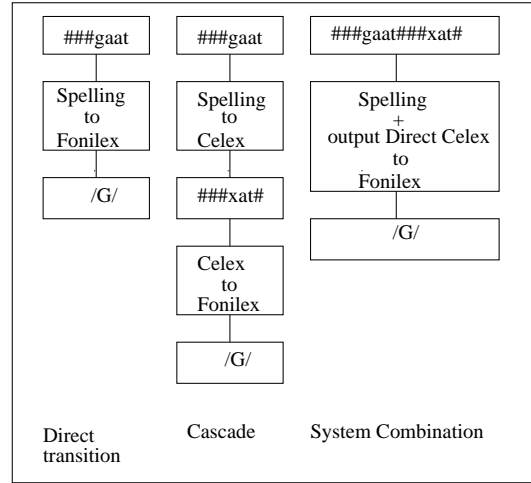 ###gaat
Spelling
to
Fonilex
/G/
Direct
transition
###gaat
Spelling
to
Celex
###xat#
Celex
to
Fonilex
/G/
Cascade
###gaat###xat#
Spelling
+
output Direct Celex
to
Fonilex
/G/
System Combination